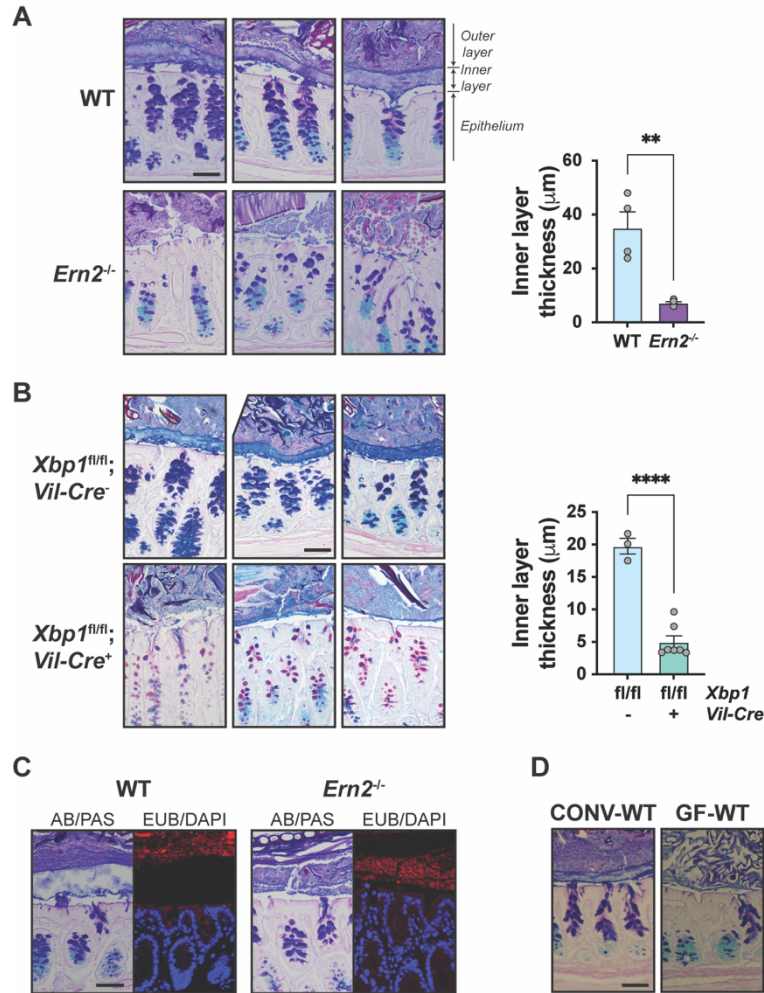 A
WT
Outer
layer
Inner
layer
Epithelium
Ern2-/-
**
Inner layer
thickness (μm)
60
40
20
0
WT Ern2-/-
B
Xbp1fl/fl;
Vil-Cre-
Xbp1fl/fl;
Vil-Cre+
****
Inner layer
thickness (μm)
25
20
15
10
5
0
fl/fl fl/fl Xbp1
- + Vil-Cre
C
WT Ern2-/-
AB/PAS EUB/DAPI AB/PAS EUB/DAPI
D
CONV-WT GF-WT